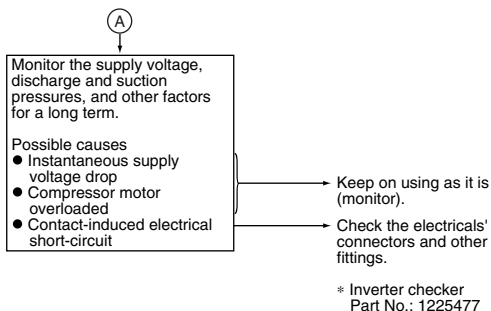 A
Monitor the supply voltage,
discharge and suction
pressures, and other factors
for a long term.
Possible causes
● Instantaneous supply
voltage drop
● Compressor motor
overloaded
● Contact-induced electrical
short-circuit
Keep on using as it is
(monitor).
Check the electricals'
connectors and other
fittings.
* Inverter checker
Part No.: 1225477